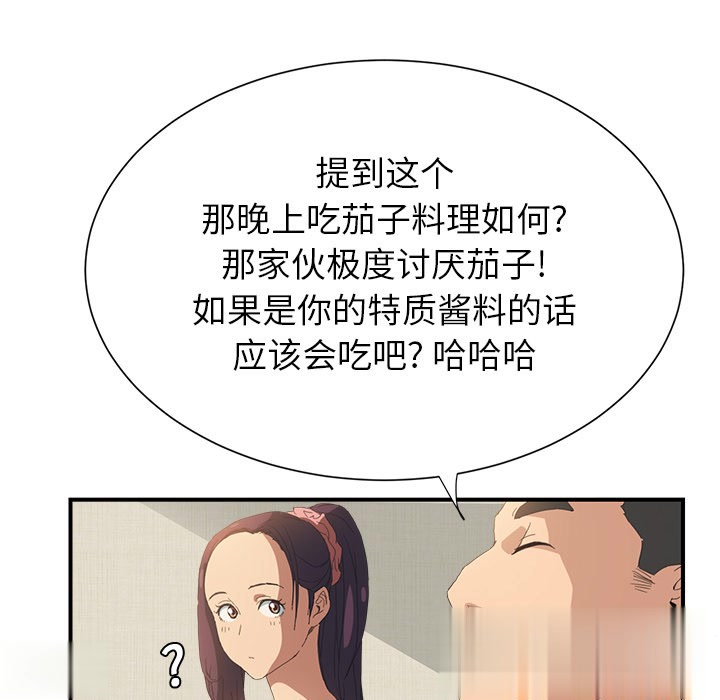 提到这个
那晚上吃茄子料理如何?
那家伙极度讨厌茄子!
如果是你的特质酱料的话
应该会吃吧? 哈哈哈
?